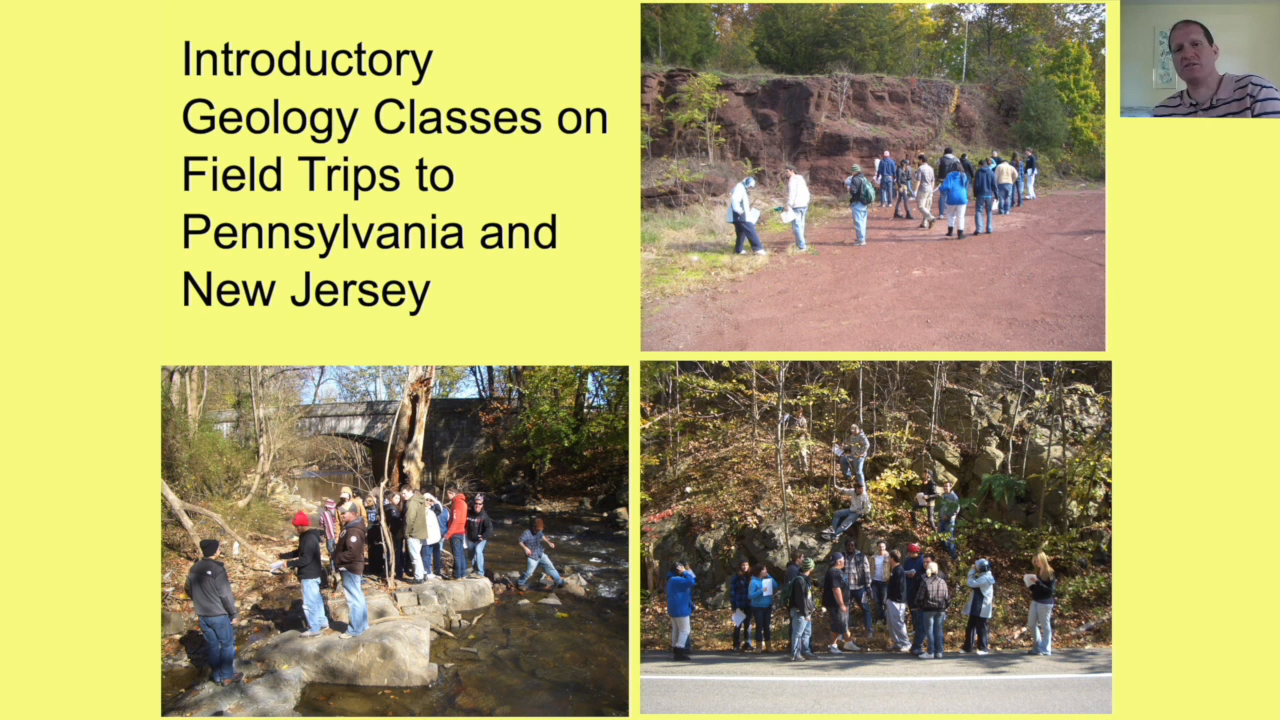 Introductory
Geology Classes on
Field Trips to
Pennsylvania and
New Jersey